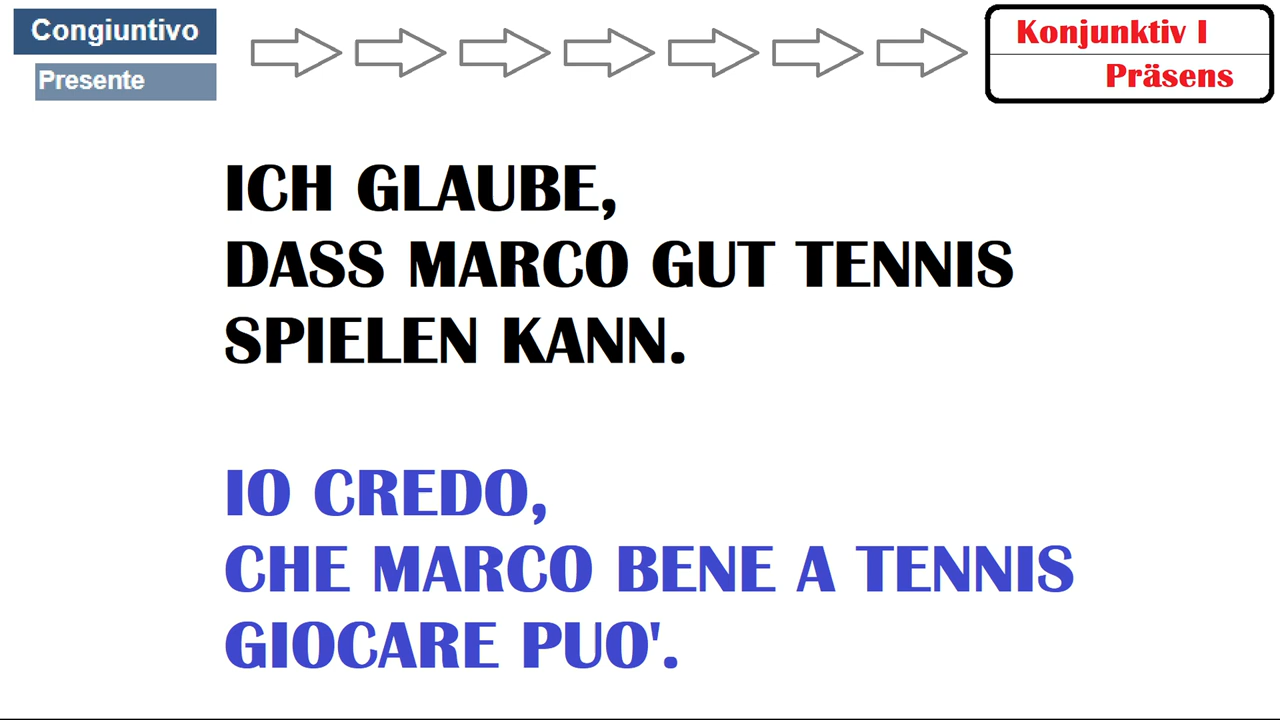 Congiuntivo
Presente
Konjunktiv I
Präsens
ICH GLAUBE,
DASS MARCO GUT TENNIS
SPIELEN KANN.
IO CREDO,
CHE MARCO BENE A TENNIS
GIOCARE PUO'.